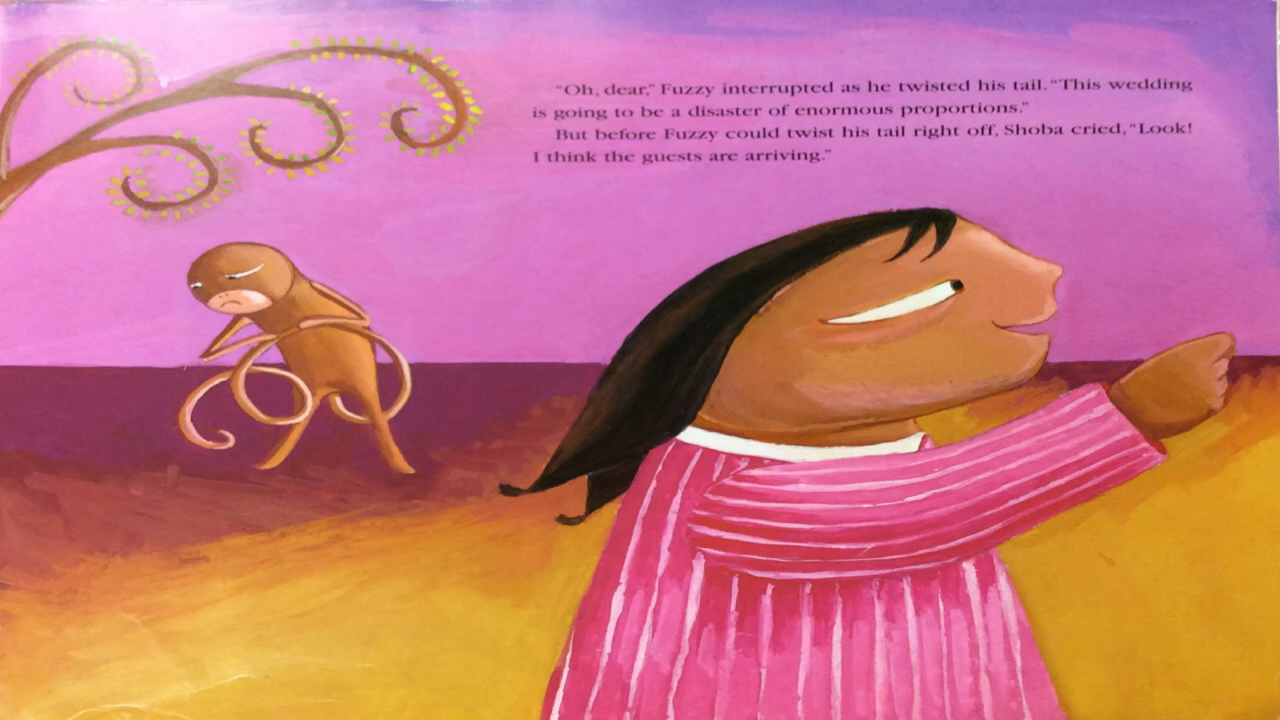 “Oh, dear,” Fuzzy interrupted as he twisted his tail. “This wedding
is going to be a disaster of enormous proportions.”
But before Fuzzy could twist his tail right off, Shoba cried, “Look!
I think the guests are arriving.”